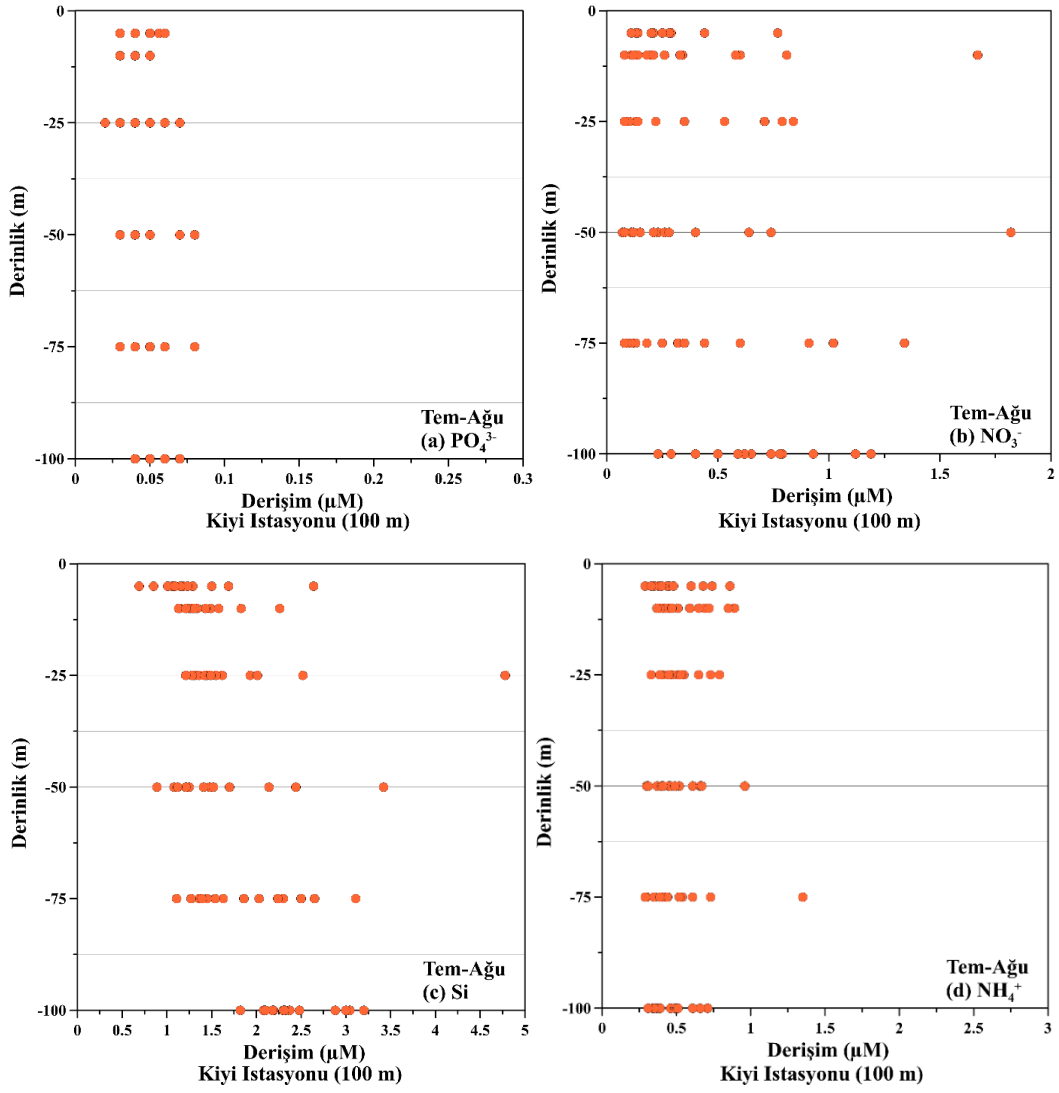 0
-25
-50
-75
-100
Derinlik (m)
0 0.05 0.1 0.15 0.2 0.25 0.3
Tem-Ağu
(a) PO₄³⁻
Derişim (µM)
Kiyi Istasyonu (100 m)
0
-25
-50
-75
-100
Derinlik (m)
0 0.5 1 1.5 2
Tem-Ağu
(b) NO₃⁻
Derişim (µM)
Kiyi Istasyonu (100 m)
0
-25
-50
-75
-100
Derinlik (m)
0 0.5 1 1.5 2 2.5 3 3.5 4 4.5 5
Tem-Ağu
(c) Si
Derişim (µM)
Kiyi Istasyonu (100 m)
0
-25
-50
-75
-100
Derinlik (m)
0 0.5 1 1.5 2 2.5 3
Tem-Ağu
(d) NH₄⁺
Derişim (µM)
Kiyi Istasyonu (100 m)